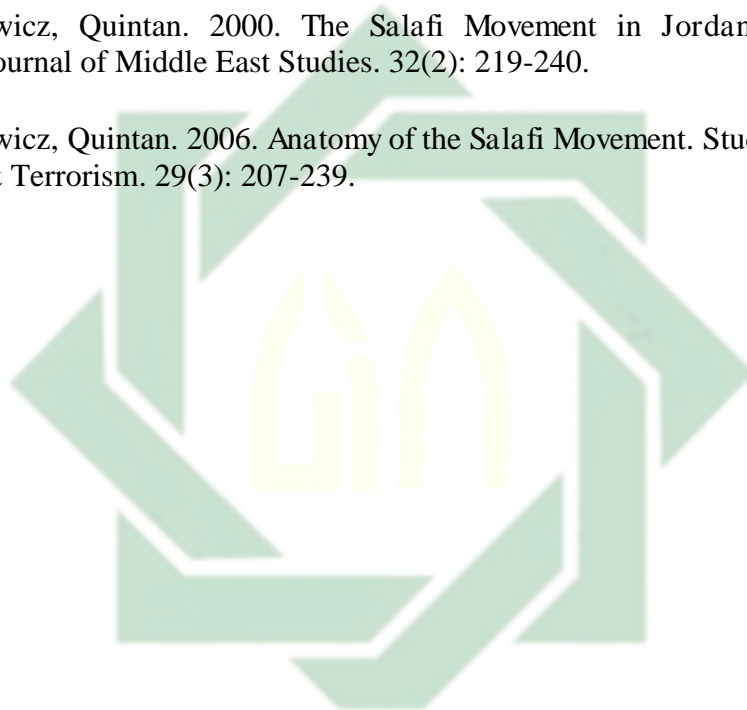 wicz, Quintan. 2000. The Salafi Movement in Jordan
ournal of Middle East Studies. 32(2): 219-240.
wicz, Quintan. 2006. Anatomy of the Salafi Movement. Stud
t Terrorism. 29(3): 207-239.